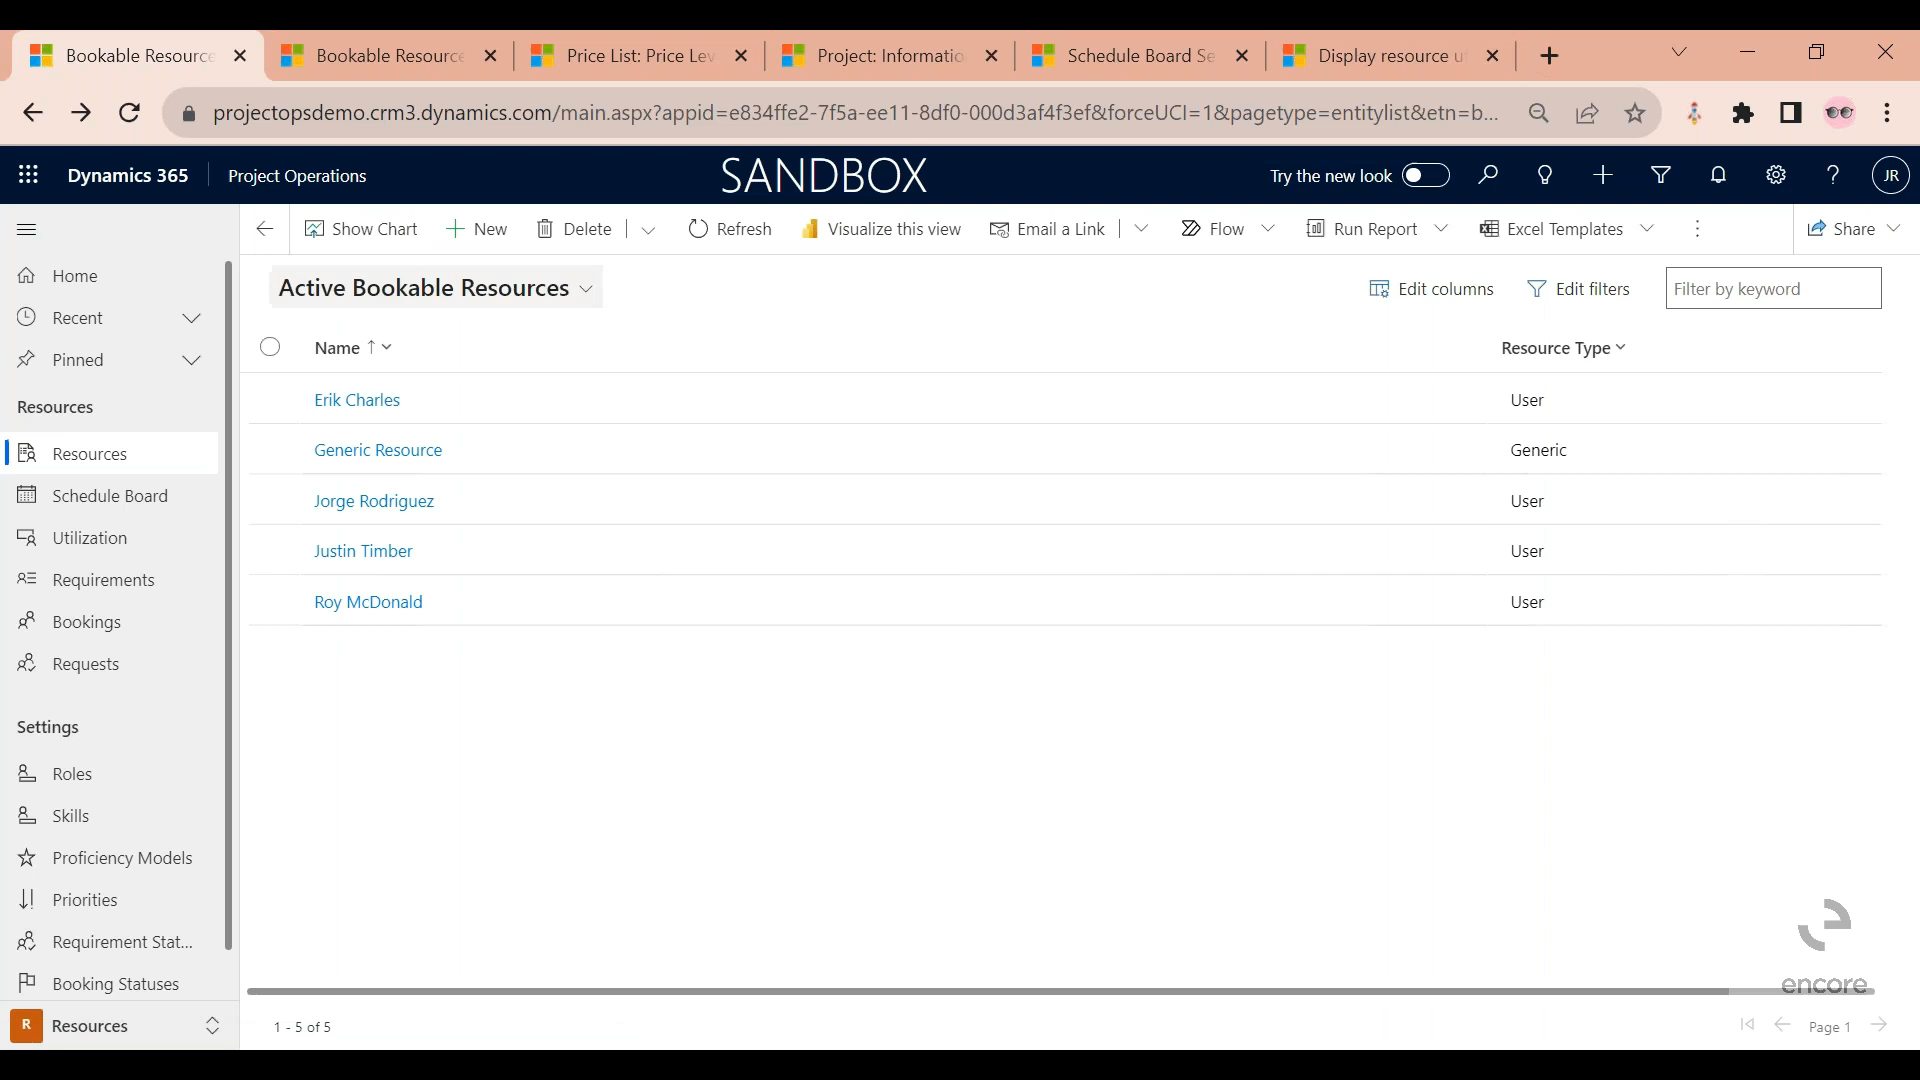 Bookable Resource
Bookable Resource
Price List: Price Lev
Project: Informatio
Schedule Board Se
Display resource u
projectopsdemo.crm3.dynamics.com/main.aspx?appid=e834ffe2-7f5a-ee11-8df0-000d3af4f3ef&forceUCI=1&pagetype=entitylist&etn=b...
Dynamics 365
Project Operations
SANDBOX
Try the new look
JR
Show Chart
New
Delete
Refresh
Visualize this view
Email a Link
Flow
Run Report
Excel Templates
Share
Home
Recent
Pinned
Resources
Resources
Schedule Board
Utilization
Requirements
Bookings
Requests
Settings
Roles
Skills
Proficiency Models
Priorities
Requirement Stat...
Booking Statuses
R
Resources
Active Bookable Resources
Edit columns
Edit filters
Filter by keyword
Name
Resource Type
Erik Charles
User
Generic Resource
Generic
Jorge Rodriguez
User
Justin Timber
User
Roy McDonald
User
encore
1 - 5 of 5
Page 1